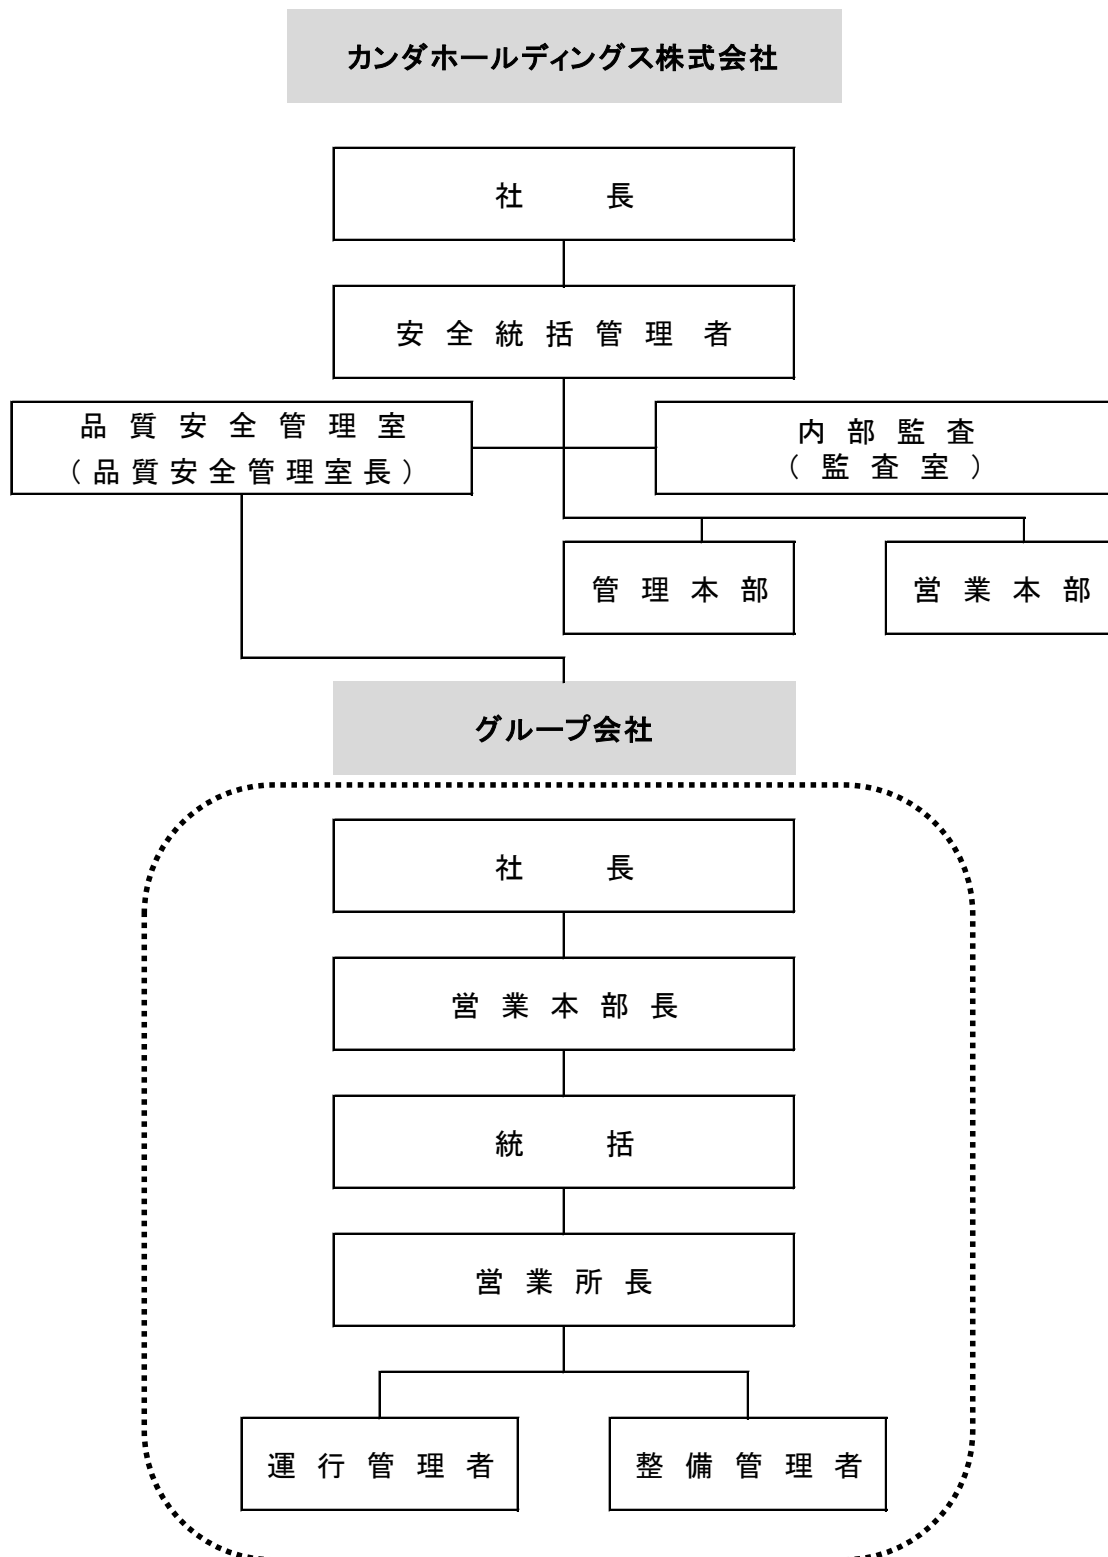 カンダホールディングス株式会社
社長
安全統括管理者
品質安全管理室
（品質安全管理室長）
内部監査
（監査室）
管理本部
営業本部
グループ会社
社長
営業本部長
統括
営業所長
運行管理者
整備管理者